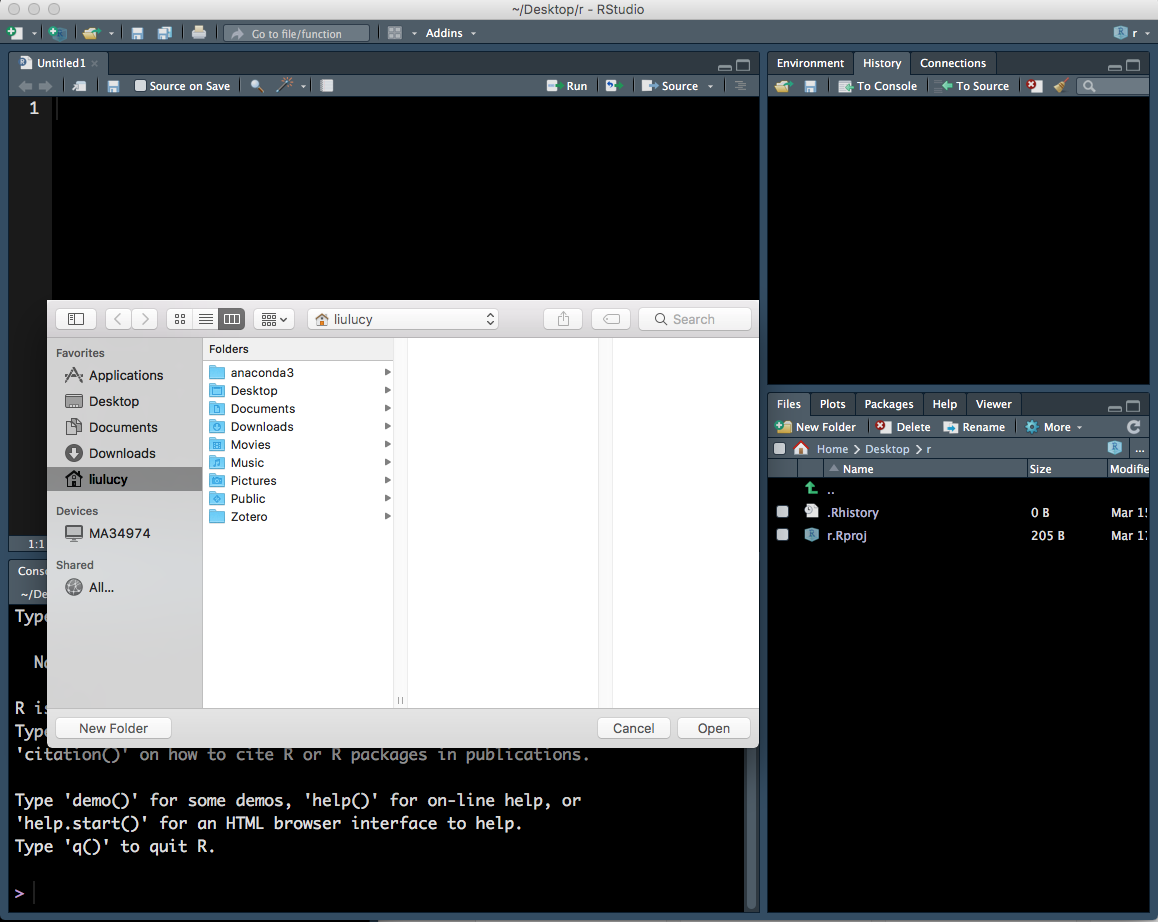 ~/Desktop/r - RStudio
Go to file/function
Addins
r
Untitled1
Source on Save
Run
Source
1
1:1
liulucy
Search
Favorites
Applications
Desktop
Documents
Downloads
liulucy
Devices
MA34974
Shared
All...
Folders
anaconda3
Desktop
Documents
Downloads
Movies
Music
Pictures
Public
Zotero
New Folder
Cancel
Open
Cons
~/De
Type
R is
Type
'citation()' on how to cite R or R packages in publications.
Type 'demo()' for some demos, 'help()' for on-line help, or
'help.start()' for an HTML browser interface to help.
Type 'q()' to quit R.
>
Environment
History
Connections
To Console
To Source
Files
Plots
Packages
Help
Viewer
New Folder
Delete
Rename
More
Home > Desktop > r
...
Name
Size
Modifie
..
.Rhistory
0 B
Mar 15
r.Rproj
205 B
Mar 17